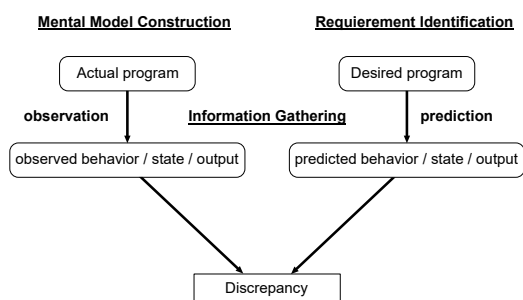 Mental Model Construction
Requierement Identification
Actual program
Desired program
observation
Information Gathering
prediction
observed behavior / state / output
predicted behavior / state / output
Discrepancy